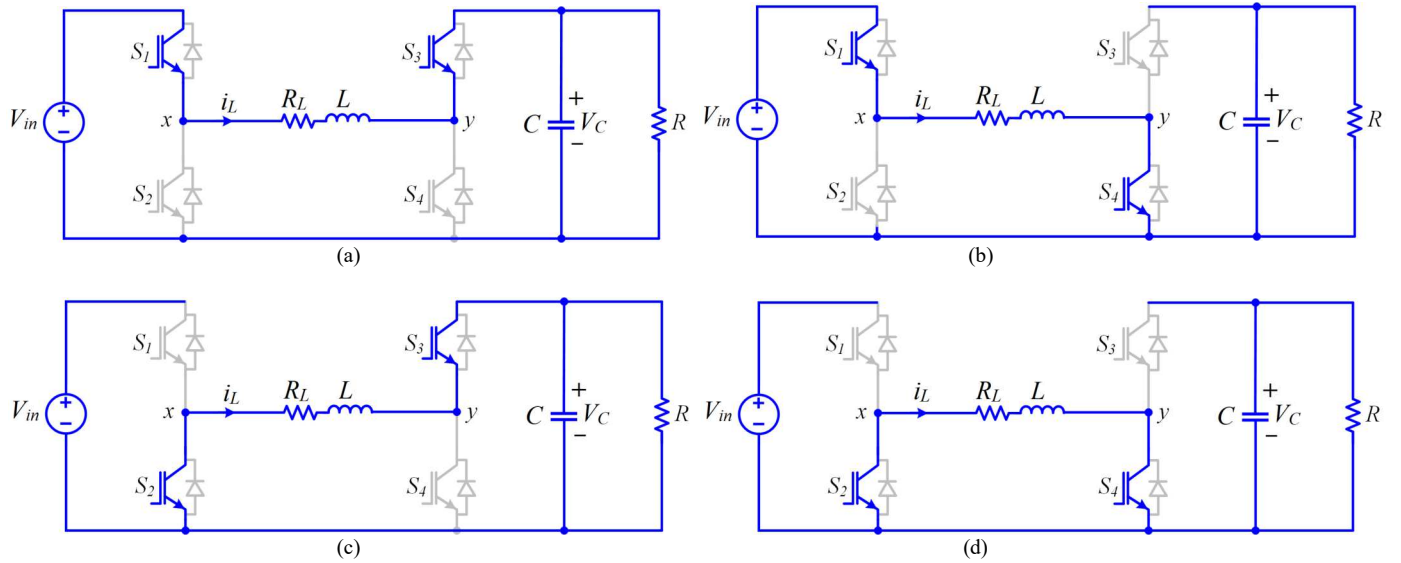 S1 S3
Vin + − x iL RL L y C + VC − R
S2 S4
(a)
S1 S3
Vin + − x iL RL L y C + VC − R
S2 S4
(b)
S1 S3
Vin + − x iL RL L y C + VC − R
S2 S4
(c)
S1 S3
Vin + − x iL RL L y C + VC − R
S2 S4
(d)